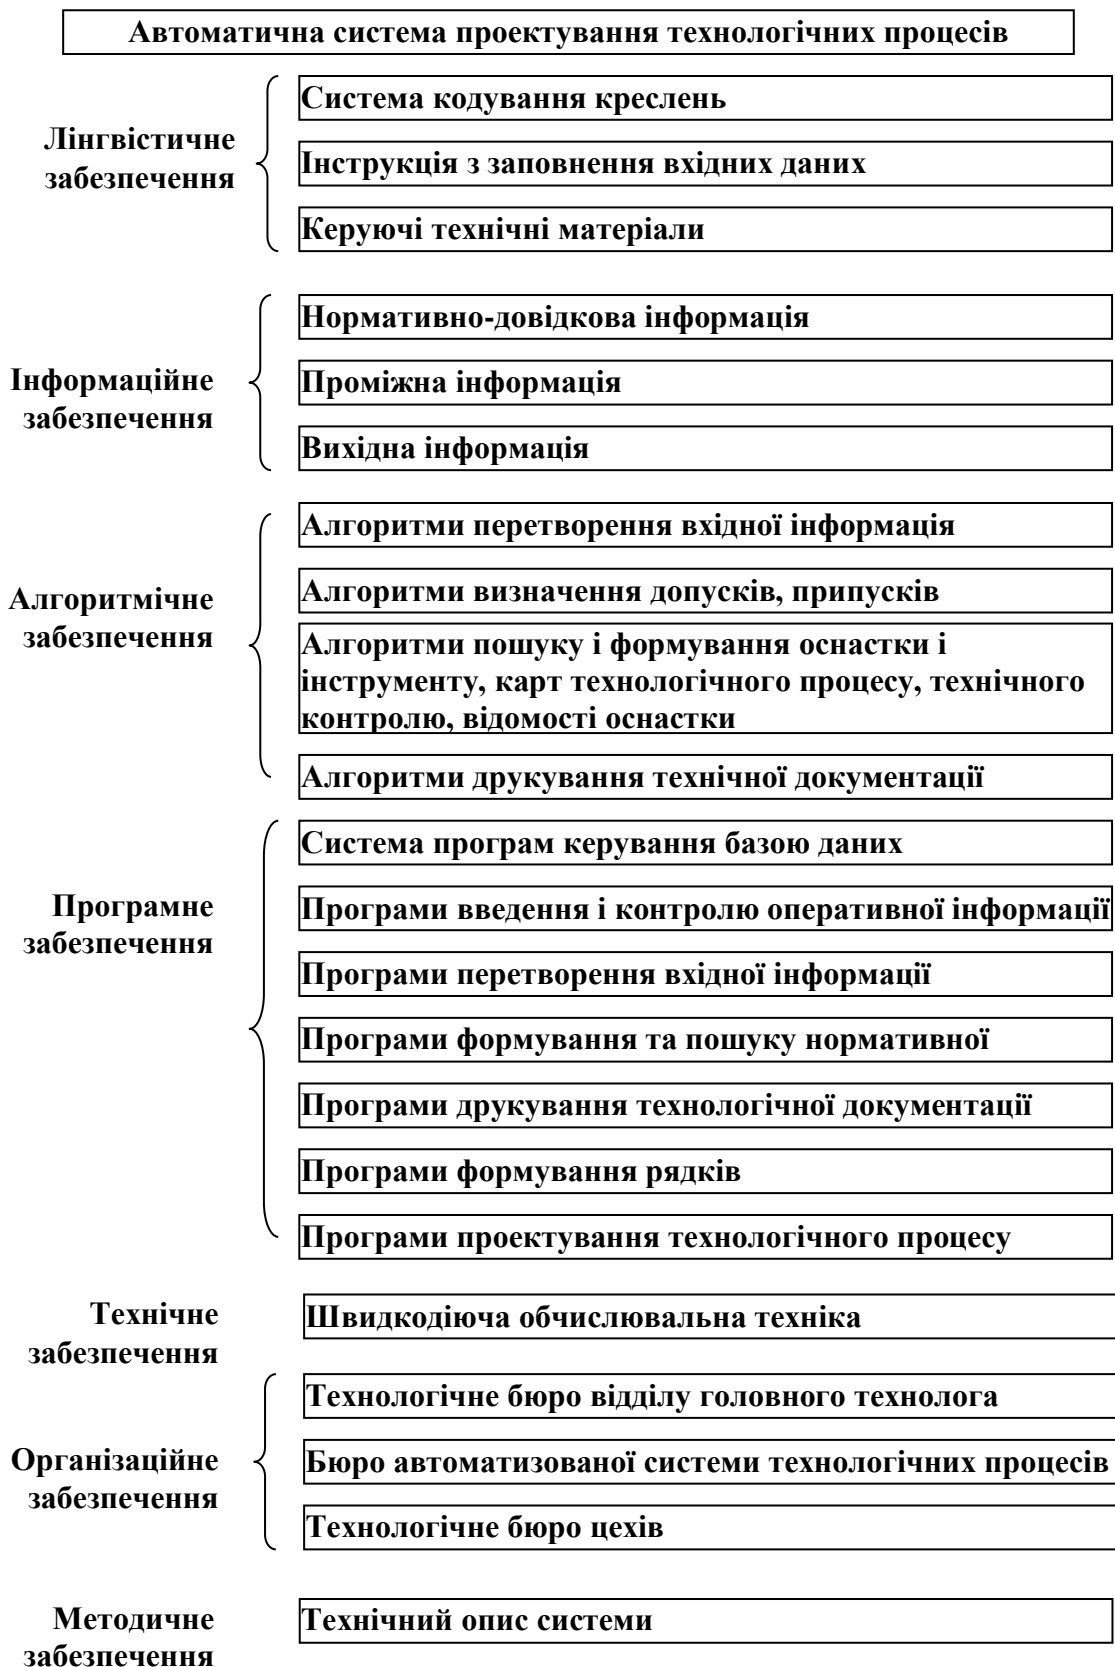 Автоматична система проектування технологічних процесів
Лінгвістичне
забезпечення
Система кодування креслень
Інструкція з заповнення вхідних даних
Керуючі технічні матеріали
Інформаційне
забезпечення
Нормативно-довідкова інформація
Проміжна інформація
Вихідна інформація
Алгоритмічне
забезпечення
Алгоритми перетворення вхідної інформація
Алгоритми визначення допусків, припусків
Алгоритми пошуку і формування оснастки і
інструменту, карт технологічного процесу, технічного
контролю, відомості оснастки
Алгоритми друкування технічної документації
Програмне
забезпечення
Система програм керування базою даних
Програми введення і контролю оперативної інформації
Програми перетворення вхідної інформації
Програми формування та пошуку нормативної
Програми друкування технологічної документації
Програми формування рядків
Програми проектування технологічного процесу
Технічне
забезпечення
Швидкодіюча обчислювальна техніка
Організаційне
забезпечення
Технологічне бюро відділу головного технолога
Бюро автоматизованої системи технологічних процесів
Технологічне бюро цехів
Методичне
забезпечення
Технічний опис системи